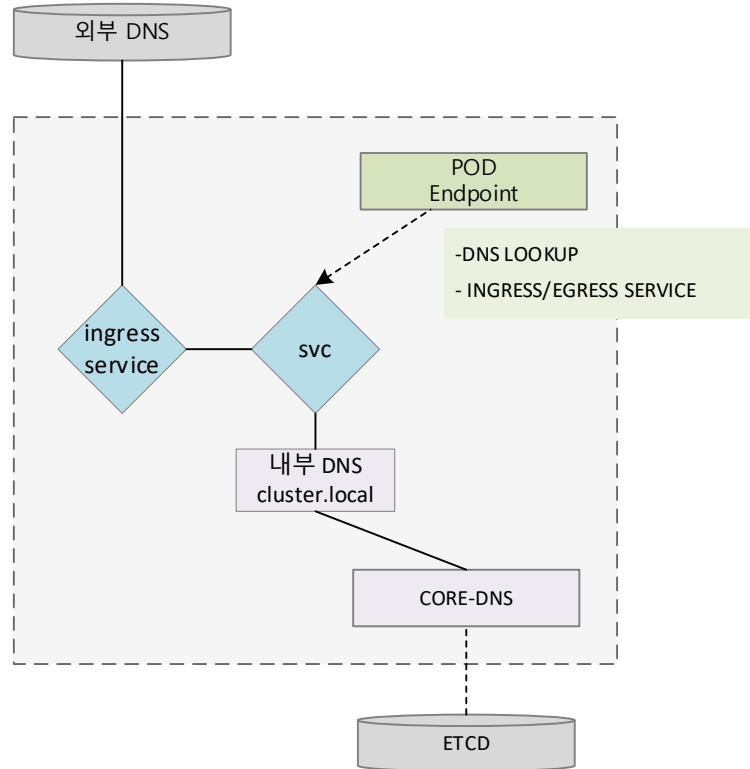 외부 DNS
POD
Endpoint
-DNS LOOKUP
- INGRESS/EGRESS SERVICE
ingress
service
svc
내부 DNS
cluster.local
CORE-DNS
ETCD